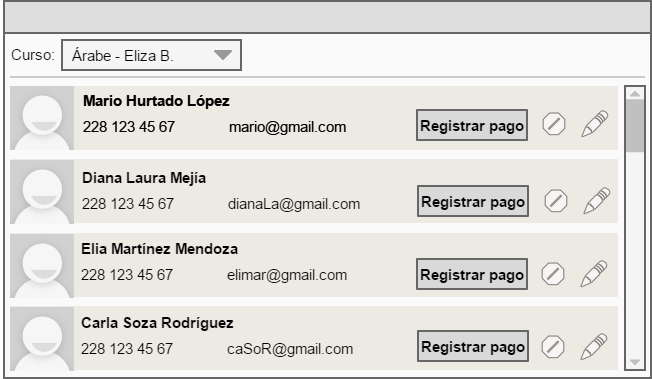 Curso: Árabe - Eliza B.
Mario Hurtado López
228 123 45 67 mario@gmail.com Registrar pago
Diana Laura Mejía
228 123 45 67 dianaLa@gmail.com Registrar pago
Elia Martínez Mendoza
228 123 45 67 elimar@gmail.com Registrar pago
Carla Soza Rodríguez
228 123 45 67 caSoR@gmail.com Registrar pago